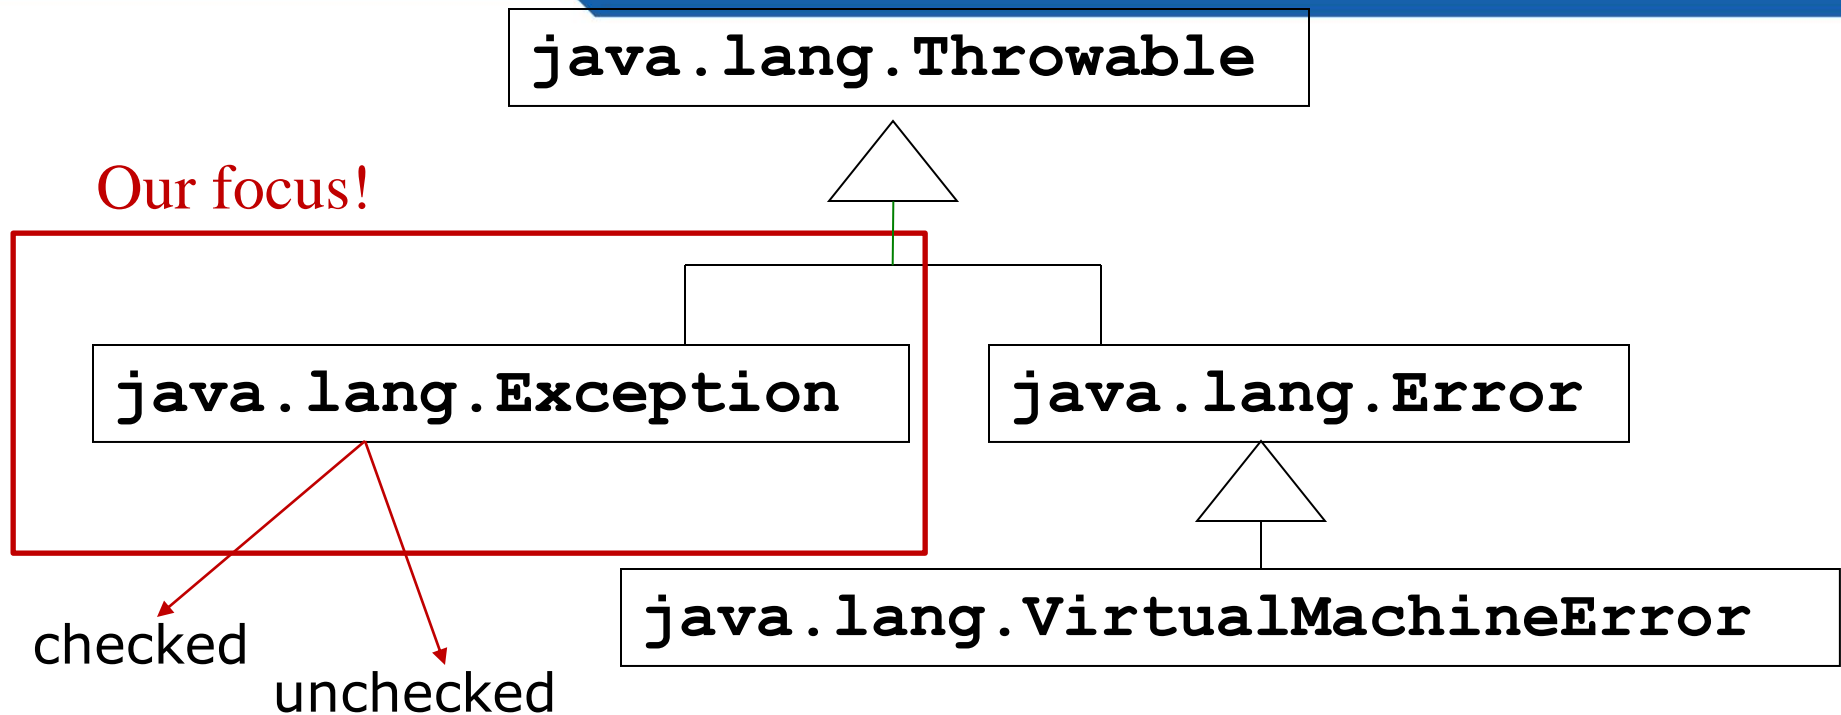 java.lang.Throwable
Our focus!
java.lang.Exception
java.lang.Error
java.lang.VirtualMachineError
checked
unchecked